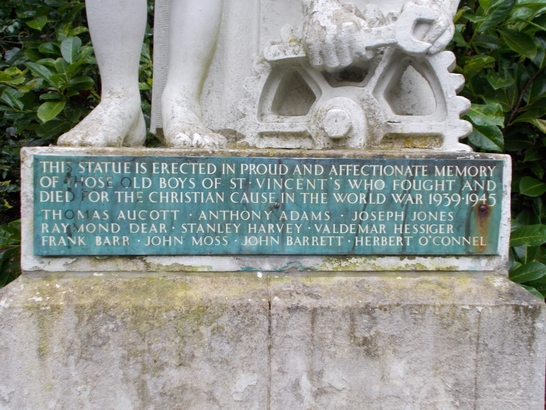 THIS STATUE IS ERECTED IN PROUD AND AFFECTIONATE MEMORY
OF THOSE OLD BOYS OF ST·VINCENT'S WHO FOUGHT AND
DIED FOR THE CHRISTIAN CAUSE IN THE WORLD WAR 1939·1945
THOMAS AUCOTT · ANTHONY ADAMS · JOSEPH JONES
RAYMOND DEAR · STANLEY HARVEY · VALDEMAR HESSIGER
FRANK BARR · JOHN MOSS · JOHN BARRETT · HERBERT O'CONNEL